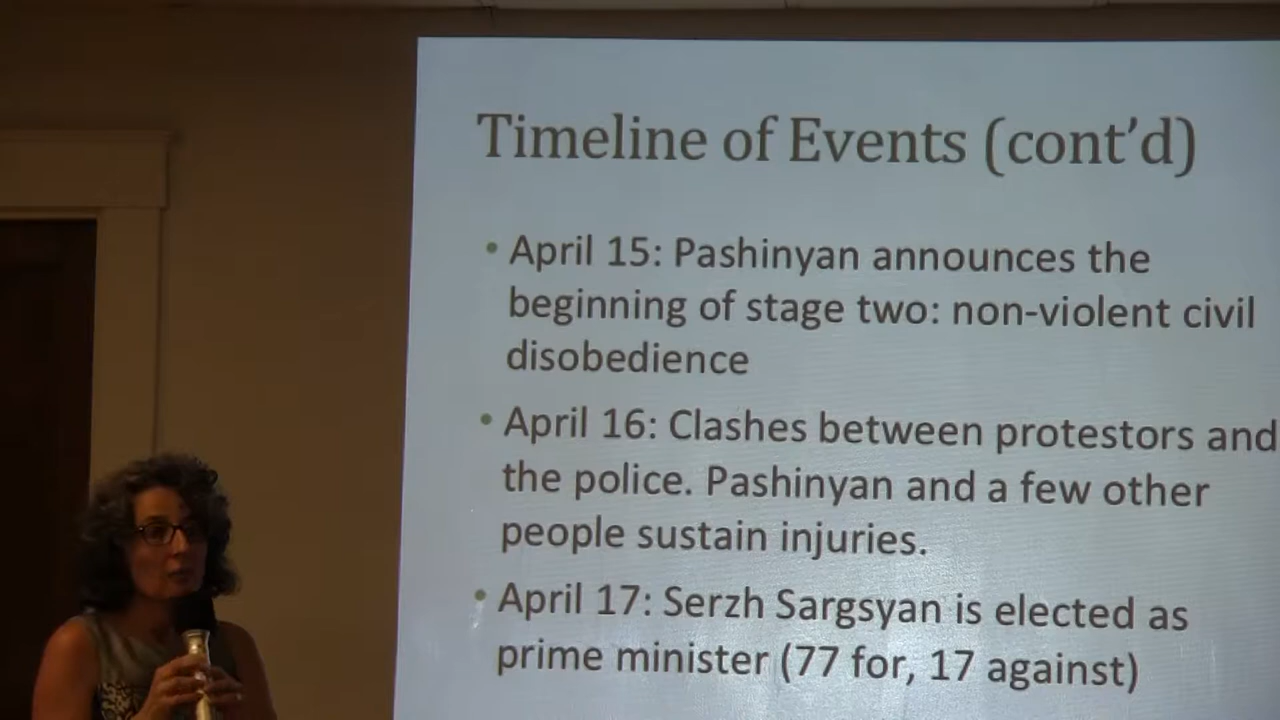 Timeline of Events (cont’d)
• April 15: Pashinyan announces the
beginning of stage two: non-violent civil
disobedience
• April 16: Clashes between protestors and
the police. Pashinyan and a few other
people sustain injuries.
• April 17: Serzh Sargsyan is elected as
prime minister (77 for, 17 against)